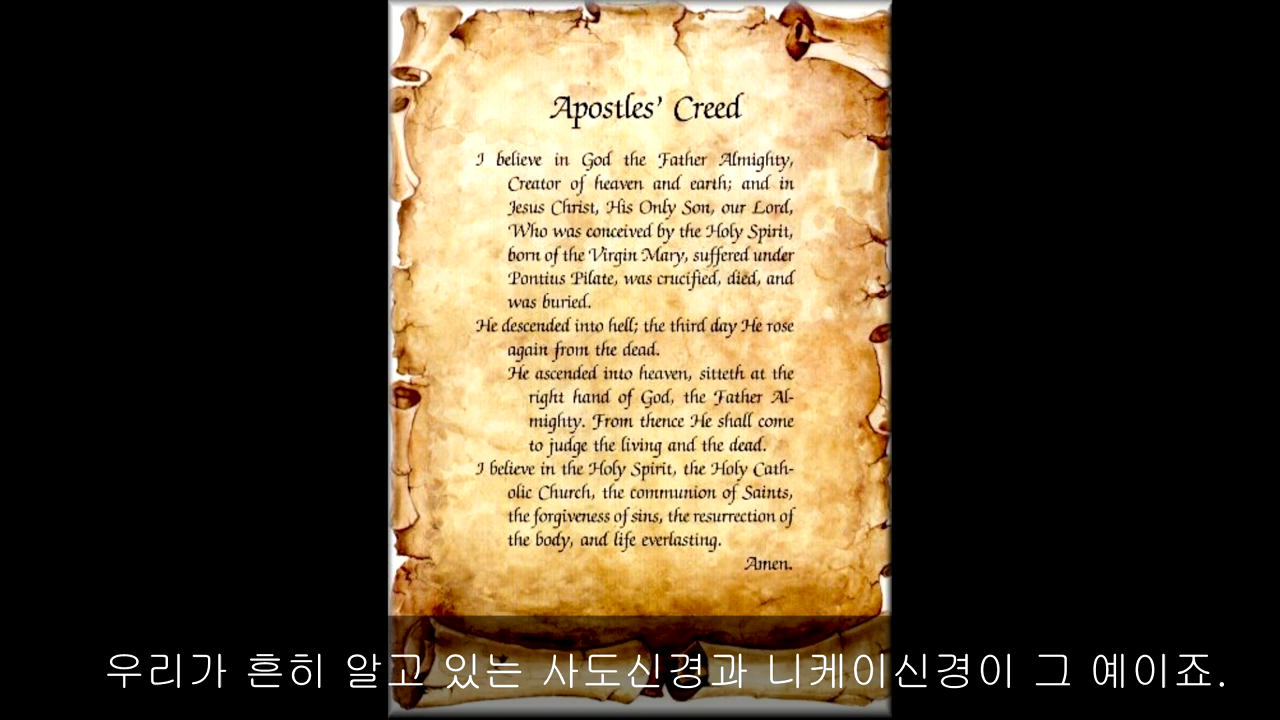 Apostles' Creed
I believe in God the Father Almighty,
Creator of heaven and earth; and in
Jesus Christ, His Only Son, our Lord,
Who was conceived by the Holy Spirit,
born of the Virgin Mary, suffered under
Pontius Pilate, was crucified, died, and
was buried.
He descended into hell; the third day He rose
again from the dead.
He ascended into heaven, sitteth at the
right hand of God, the Father Al-
mighty. From thence He shall come
to judge the living and the dead.
I believe in the Holy Spirit, the Holy Cath-
olic Church, the communion of Saints,
the forgiveness of sins, the resurrection of
the body, and life everlasting.
Amen.
우리가 흔히 알고 있는 사도신경과 니케이신경이 그 예이죠.